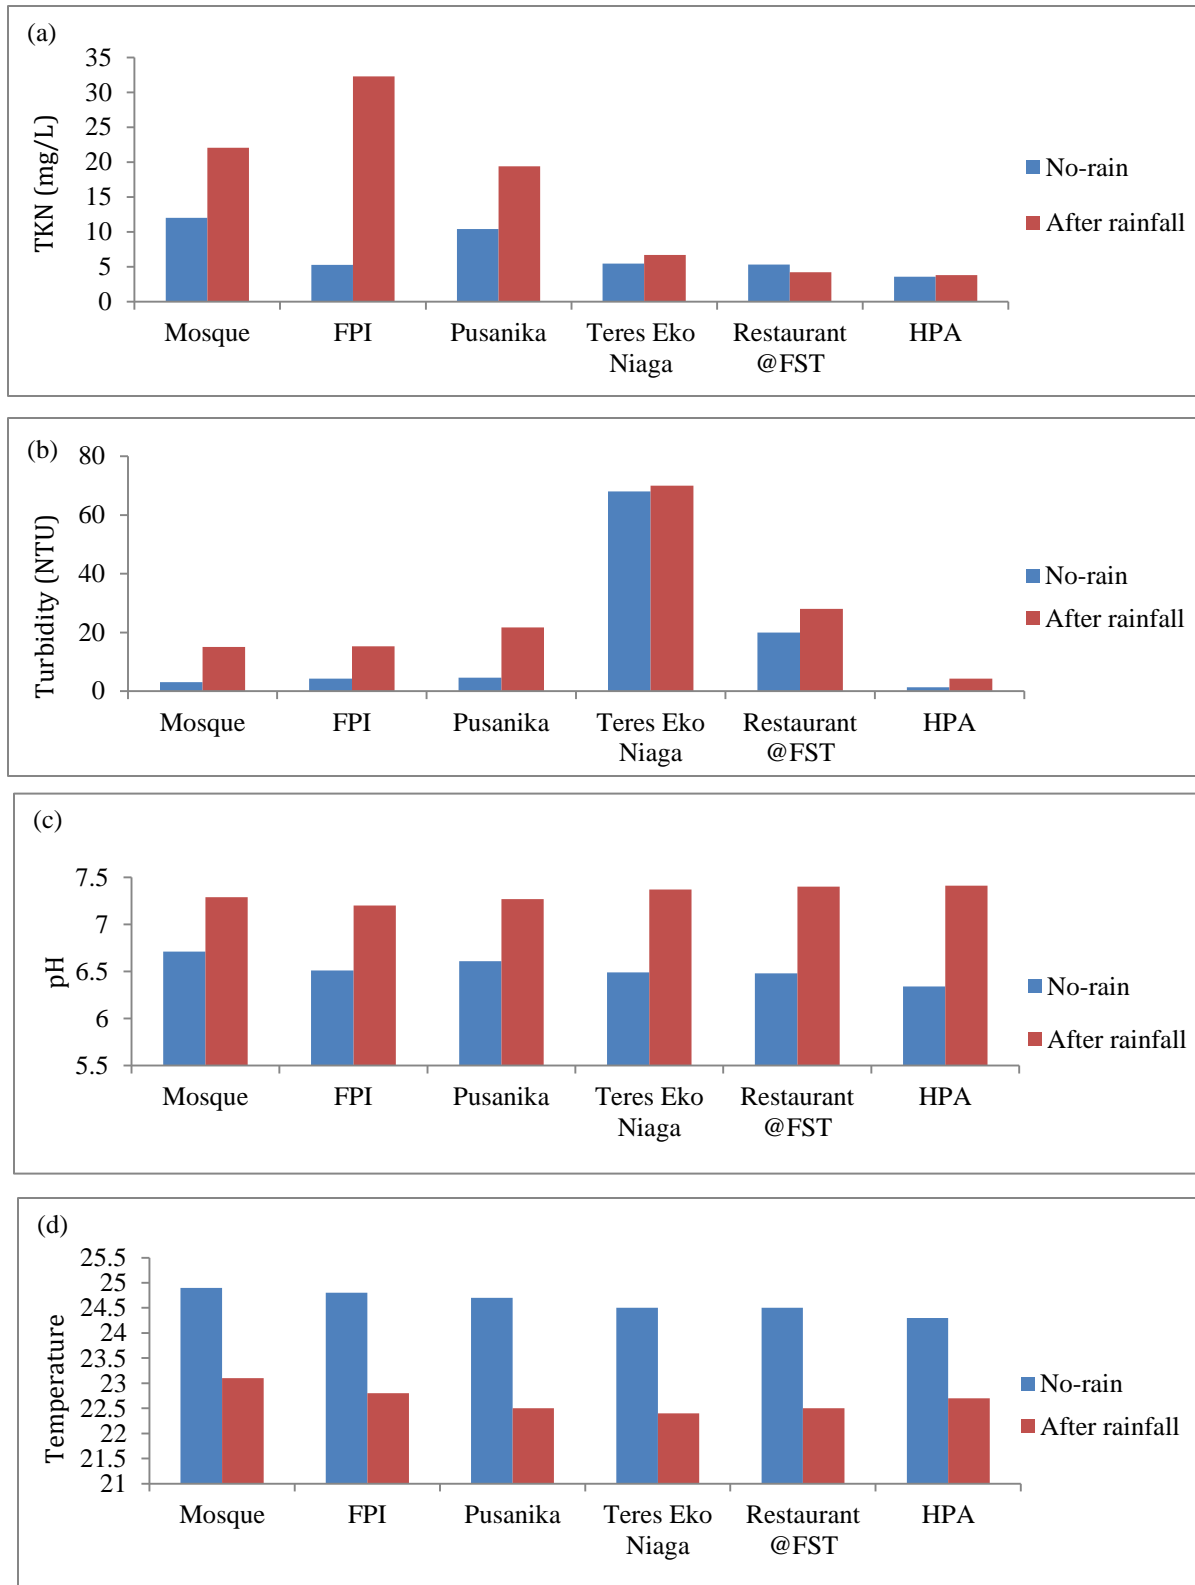 (a)
TKN (mg/L)
35
30
25
20
15
10
5
0
Mosque
FPI
Pusanika
Teres Eko
Niaga
Restaurant
@FST
HPA
No-rain
After rainfall
(b)
Turbidity (NTU)
80
60
40
20
0
Mosque
FPI
Pusanika
Teres Eko
Niaga
Restaurant
@FST
HPA
No-rain
After rainfall
(c)
pH
7.5
7
6.5
6
5.5
Mosque
FPI
Pusanika
Teres Eko
Niaga
Restaurant
@FST
HPA
No-rain
After rainfall
(d)
Temperature
25.5
25
24.5
24
23.5
23
22.5
22
21.5
21
Mosque
FPI
Pusanika
Teres Eko
Niaga
Restaurant
@FST
HPA
No-rain
After rainfall